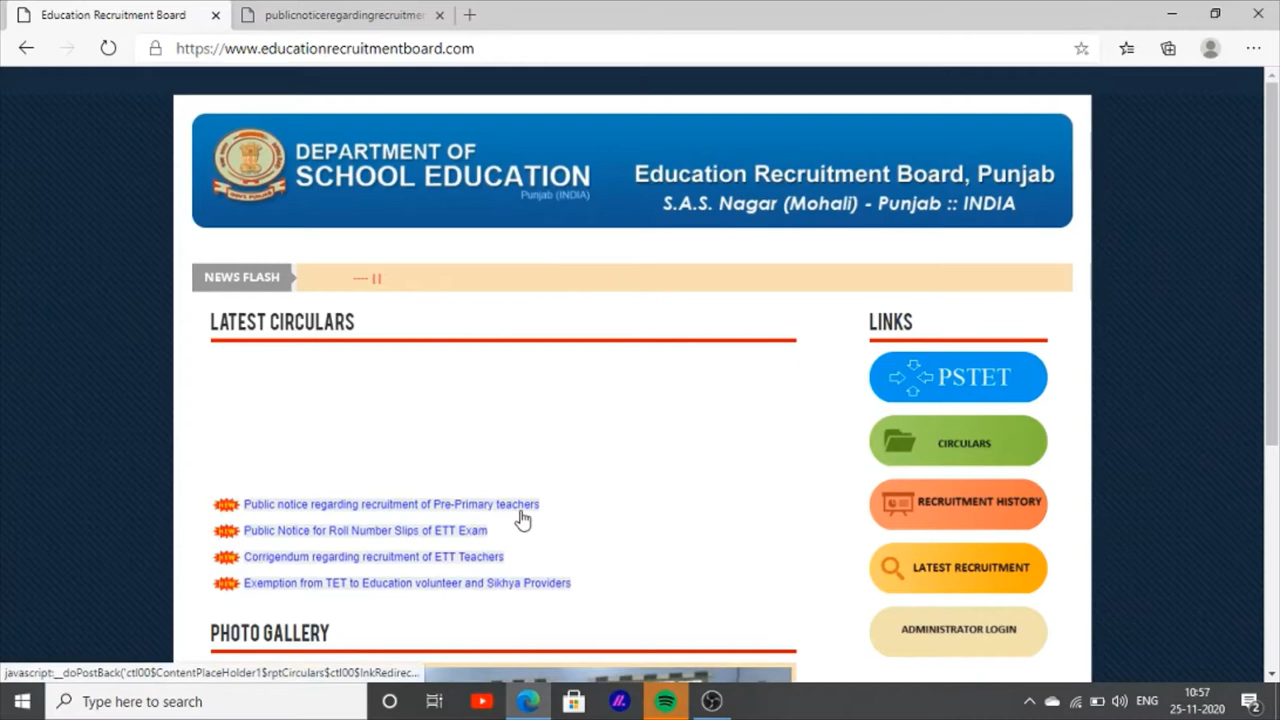 Education Recruitment Board
publicnoticeregardingrecruitmer
https://www.educationrecruitmentboard.com
DEPARTMENT OF
SCHOOL EDUCATION
Punjab (INDIA)
Education Recruitment Board, Punjab
S.A.S. Nagar (Mohali) - Punjab :: INDIA
NEWS FLASH
---- ||
LATEST CIRCULARS
LINKS
PSTET
CIRCULARS
Public notice regarding recruitment of Pre-Primary teachers
RECRUITMENT HISTORY
Public Notice for Roll Number Slips of ETT Exam
Corrigendum regarding recruitment of ETT Teachers
LATEST RECRUITMENT
Exemption from TET to Education volunteer and Sikhya Providers
PHOTO GALLERY
ADMINISTRATOR LOGIN
javascript:__doPostBack('ctl00$ContentPlaceHolder1$rptCirculars$ctl00$lnkRedirec...
Type here to search
ENG
10:57
25-11-2020
2